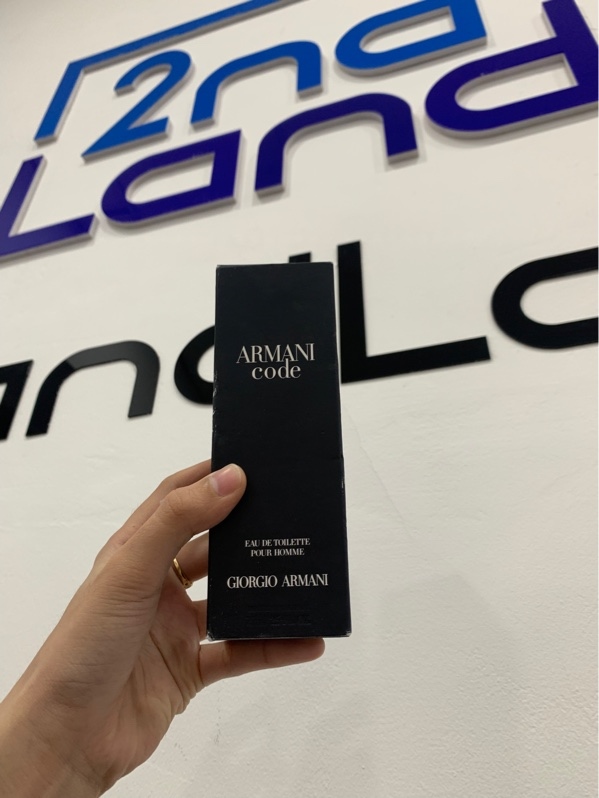 2nd
Land
ARMANI
code
EAU DE TOILETTE
POUR HOMME
GIORGIO ARMANI